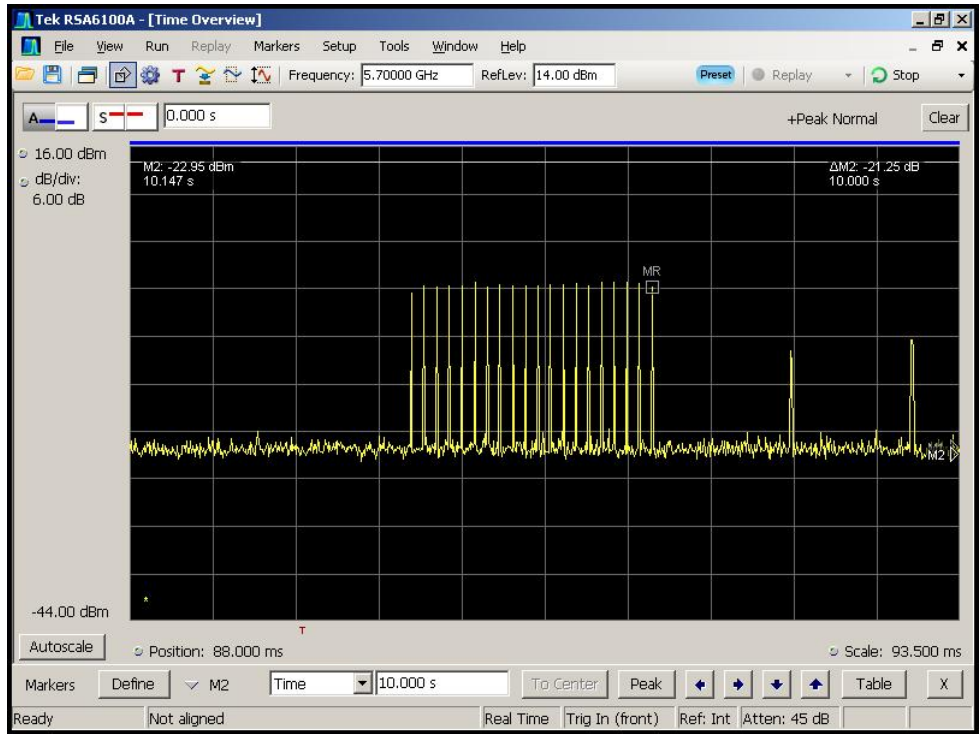 Tek RSA6100A - [Time Overview]
File View Run Replay Markers Setup Tools Window Help
T Frequency: 5.70000 GHz RefLev: 14.00 dBm Preset Replay Stop
A S 0.000 s +Peak Normal Clear
16.00 dBm
dB/div:
6.00 dB
M2: -22.95 dBm
10.147 s
ΔM2: -21.25 dB
10.000 s
MR
M2
-44.00 dBm
*
T
Autoscale Position: 88.000 ms Scale: 93.500 ms
Markers Define M2 Time 10.000 s To Center Peak Table X
Ready Not aligned Real Time Trig In (front) Ref: Int Atten: 45 dB